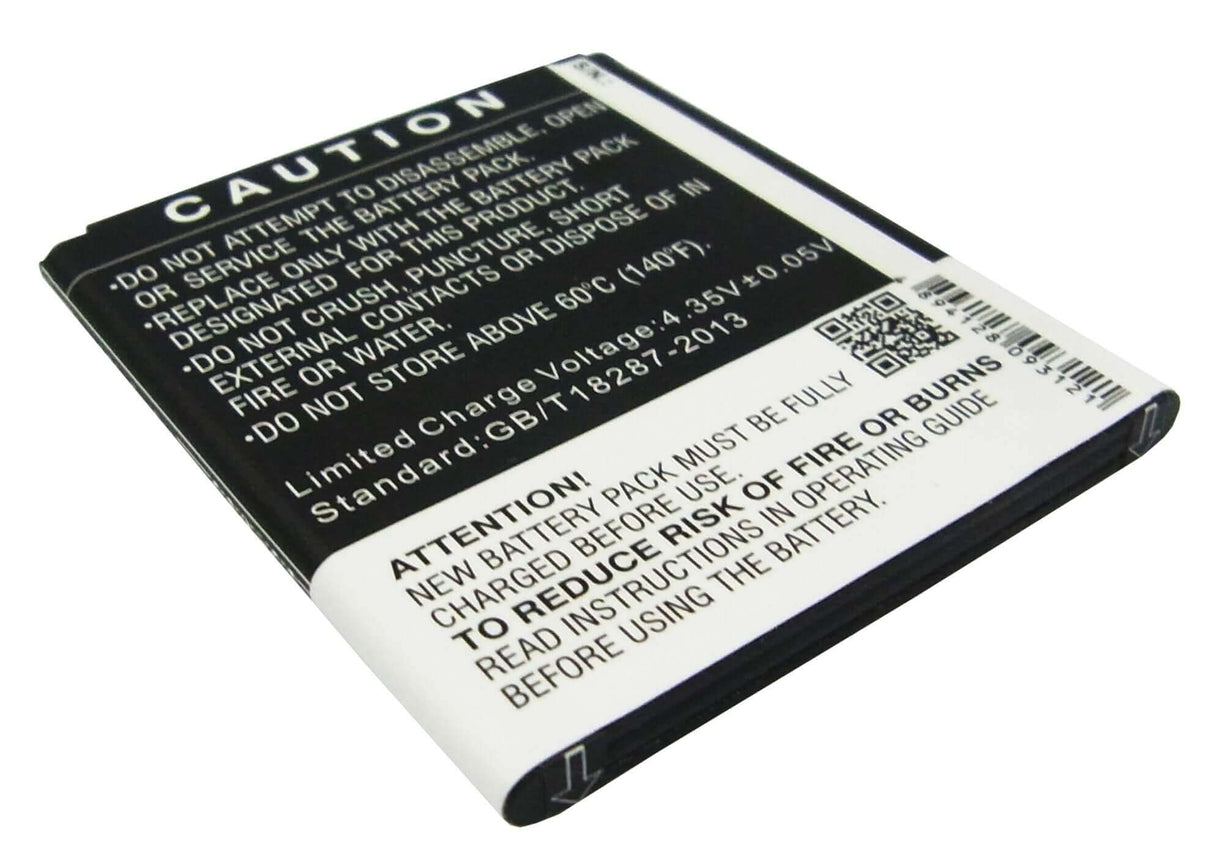 CAUTION
•DO NOT ATTEMPT TO DISASSEMBLE, OPEN
OR SERVICE THE BATTERY PACK.
•REPLACE ONLY WITH THE BATTERY PACK
DESIGNATED FOR THIS PRODUCT.
•DO NOT CRUSH, PUNCTURE, SHORT
EXTERNAL CONTACTS OR DISPOSE OF IN
FIRE OR WATER.
•DO NOT STORE ABOVE 60°C (140°F).
Limited Charge Voltage:4.35V±0.05V
Standard:GB/T18287-2013
ATTENTION!
NEW BATTERY PACK MUST BE FULLY
CHARGED BEFORE USE.
TO REDUCE RISK OF FIRE OR BURNS
READ INSTRUCTIONS IN OPERATING GUIDE
BEFORE USING THE BATTERY.